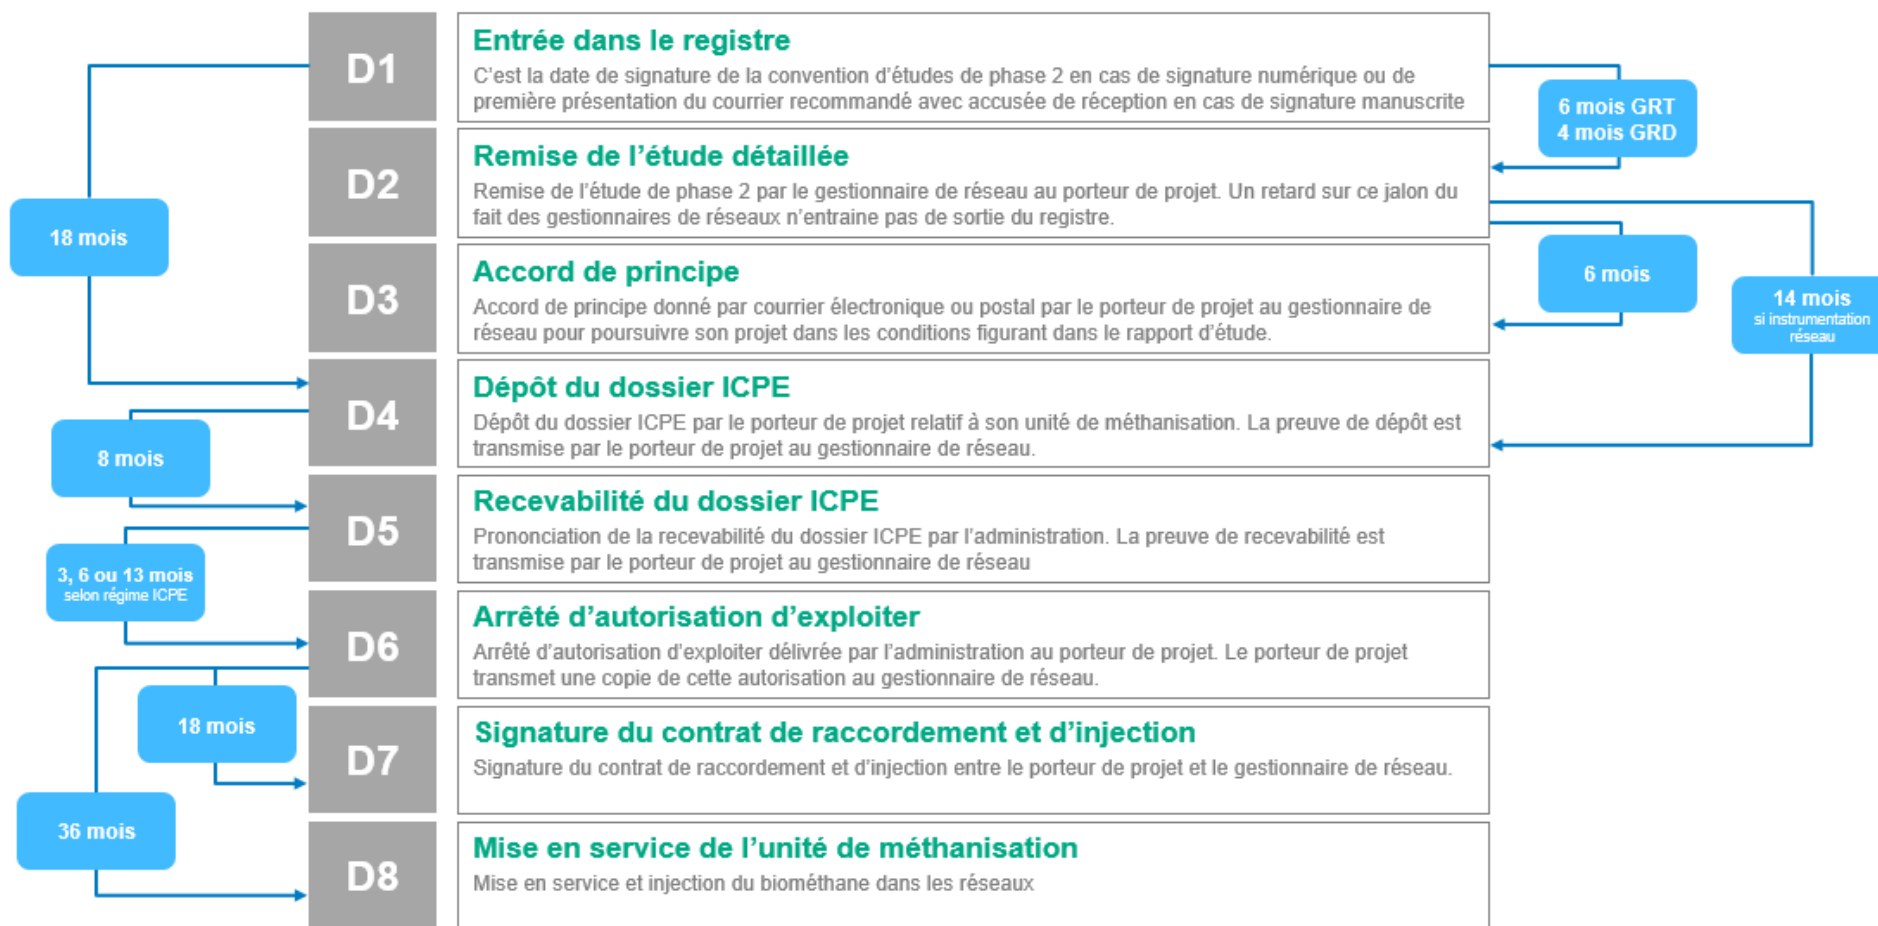 D1
Entrée dans le registre
C'est la date de signature de la convention d'études de phase 2 en cas de signature numérique ou de
première présentation du courrier recommandé avec accusée de réception en cas de signature manuscrite
6 mois GRT
4 mois GRD
D2
Remise de l'étude détaillée
Remise de l'étude de phase 2 par le gestionnaire de réseau au porteur de projet. Un retard sur ce jalon du
fait des gestionnaires de réseaux n'entraine pas de sortie du registre.
18 mois
D3
Accord de principe
Accord de principe donné par courrier électronique ou postal par le porteur de projet au gestionnaire de
réseau pour poursuivre son projet dans les conditions figurant dans le rapport d'étude.
6 mois
14 mois
si instrumentation
réseau
D4
Dépôt du dossier ICPE
Dépôt du dossier ICPE par le porteur de projet relatif à son unité de méthanisation. La preuve de dépôt est
transmise par le porteur de projet au gestionnaire de réseau.
8 mois
D5
Recevabilité du dossier ICPE
Prononciation de la recevabilité du dossier ICPE par l'administration. La preuve de recevabilité est
transmise par le porteur de projet au gestionnaire de réseau
3, 6 ou 13 mois
selon régime ICPE
D6
Arrêté d'autorisation d'exploiter
Arrêté d'autorisation d'exploiter délivrée par l'administration au porteur de projet. Le porteur de projet
transmet une copie de cette autorisation au gestionnaire de réseau.
18 mois
D7
Signature du contrat de raccordement et d'injection
Signature du contrat de raccordement et d'injection entre le porteur de projet et le gestionnaire de réseau.
36 mois
D8
Mise en service de l'unité de méthanisation
Mise en service et injection du biométhane dans les réseaux